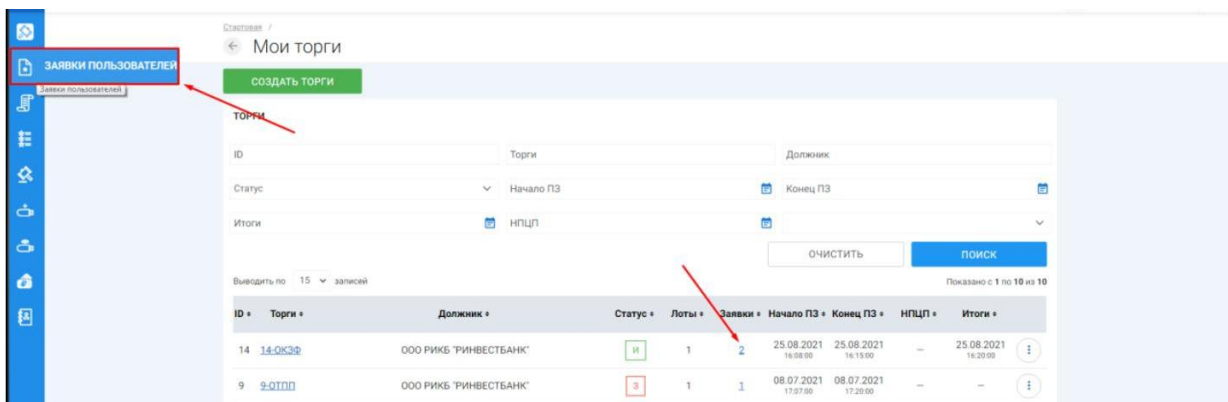 Стартовая /
Мои торги
ЗАЯВКИ ПОЛЬЗОВАТЕЛЕЙ
Заявки пользователей
СОЗДАТЬ ТОРГИ
ТОРГИ
ID Торги Должник
Статус Начало ПЗ Конец ПЗ
Итоги НПЦП
ОЧИСТИТЬ ПОИСК
Выводить по 15 записей Показано с 1 по 10 из 10
ID Торги Должник Статус Лоты Заявки Начало ПЗ Конец ПЗ НПЦП Итоги
14 14-ОКЗФ ООО РИКБ "РИНВЕСТБАНК" И 1 2 25.08.2021 25.08.2021 — 25.08.2021
16:08:00 16:15:00 16:20:00
9 9-ОТПП ООО РИКБ "РИНВЕСТБАНК" З 1 1 08.07.2021 08.07.2021 — —
17:07:00 17:20:00